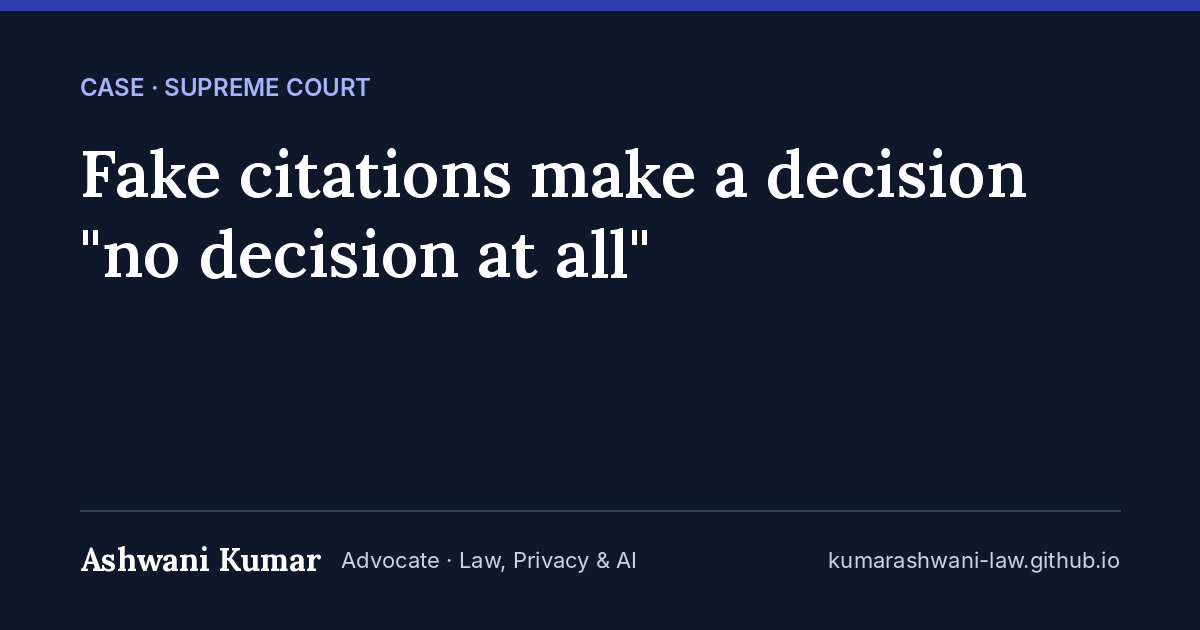 CASE · SUPREME COURT
Fake citations make a decision
"no decision at all"
Ashwani Kumar Advocate · Law, Privacy & AI kumarashwani-law.github.io